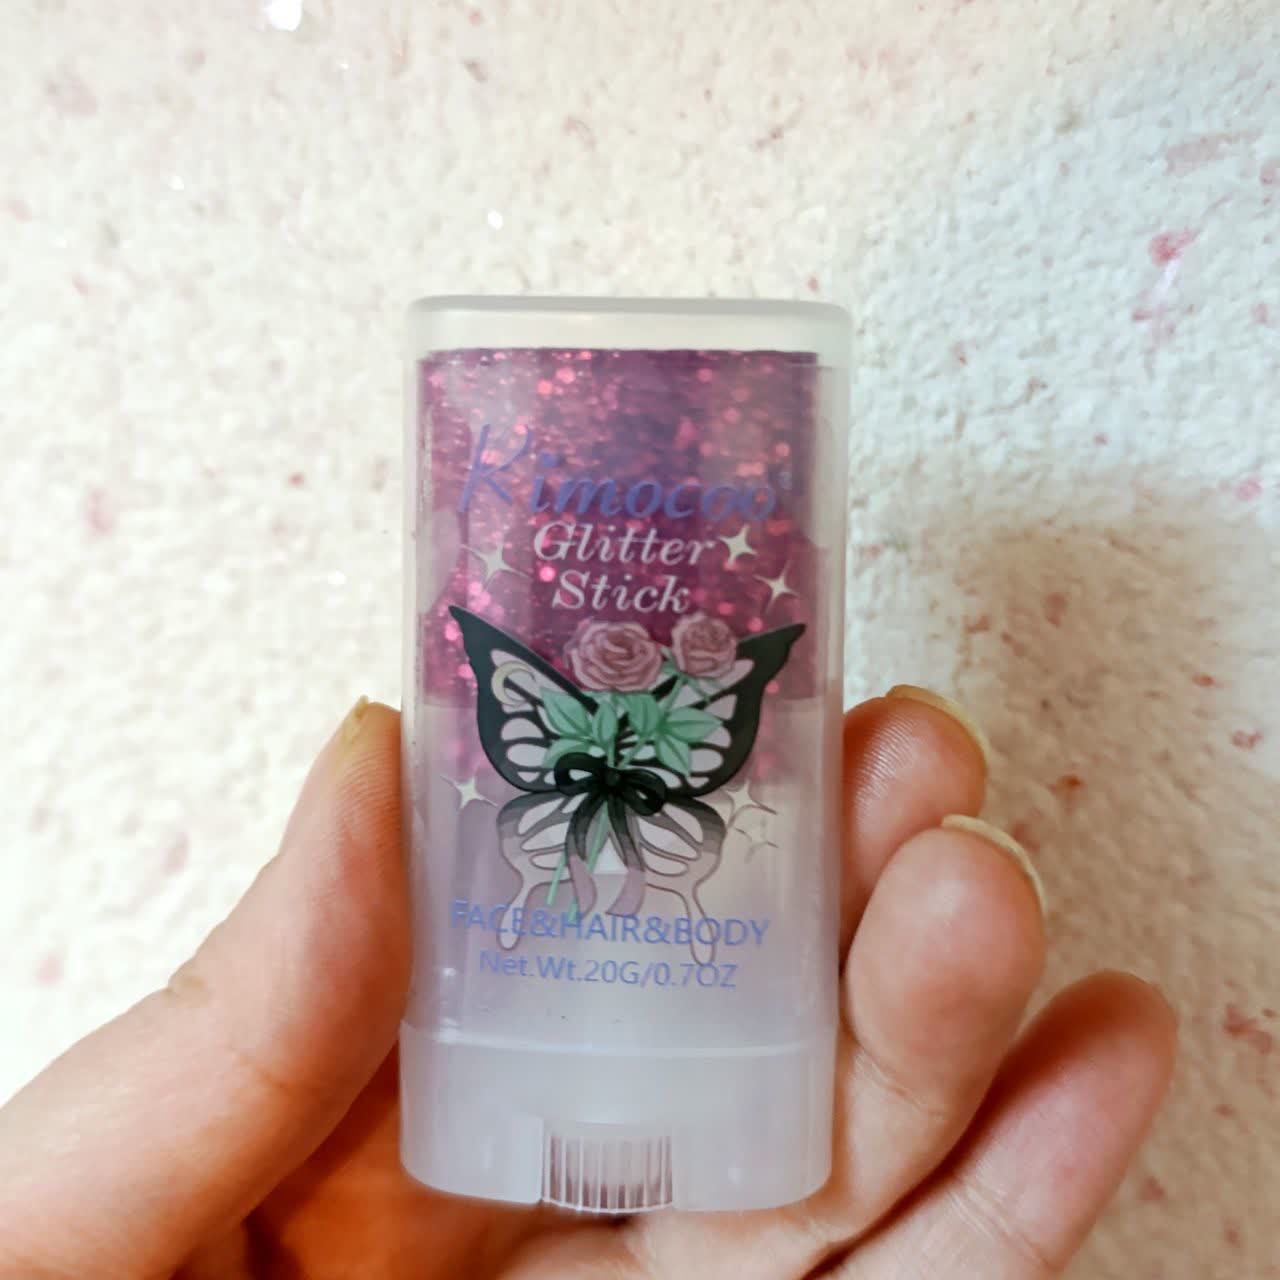 Kimocoo®
Glitter
Stick
FACE&HAIR&BODY
Net.Wt.20G/0.7OZ